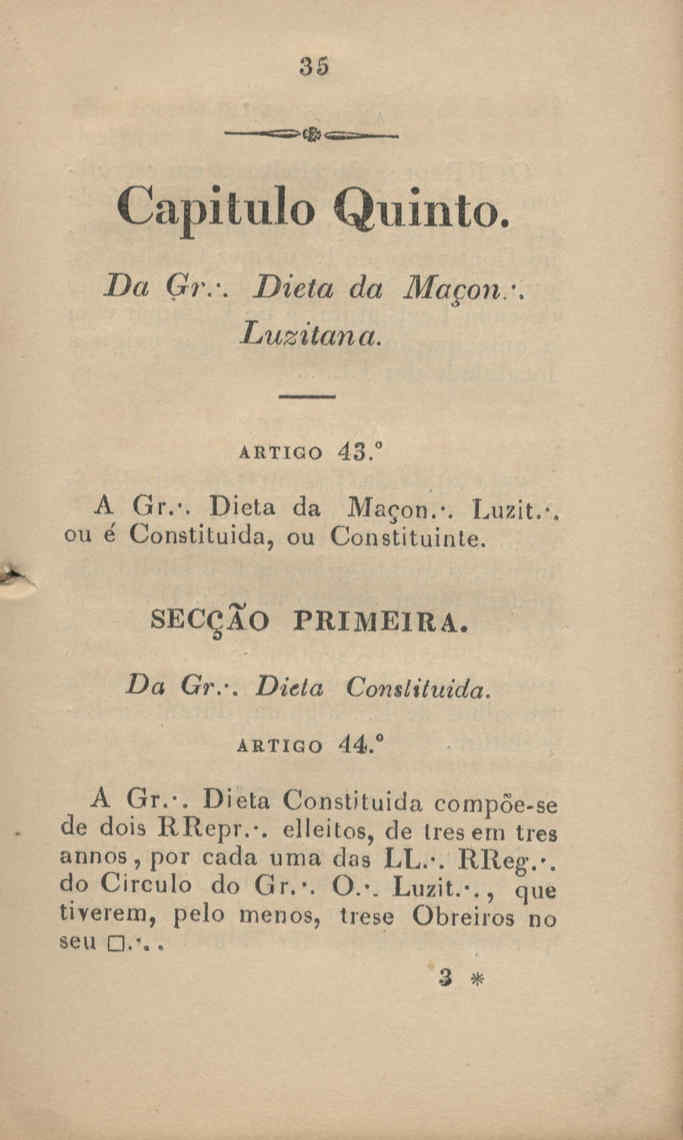 35
Capitulo Quinto.
Da Gr.·. Dieta da Maçon.·.
Luzitana.
ARTIGO 43.º
A Gr.·. Dieta da Maçon.·. Luzit.·.
ou é Constituida, ou Constituinte.
SECÇÃO PRIMEIRA.
Da Gr.·. Dieta Constituida.
ARTIGO 44.º
A Gr.·. Dieta Constituida compõe-se
de dois RRepr.·. elleitos, de tres em tres
annos, por cada uma das LL.·. RReg.·.
do Circulo do Gr.·. O.·. Luzit.·., que
tiverem, pelo menos, trese Obreiros no
seu □.·. .
3 *